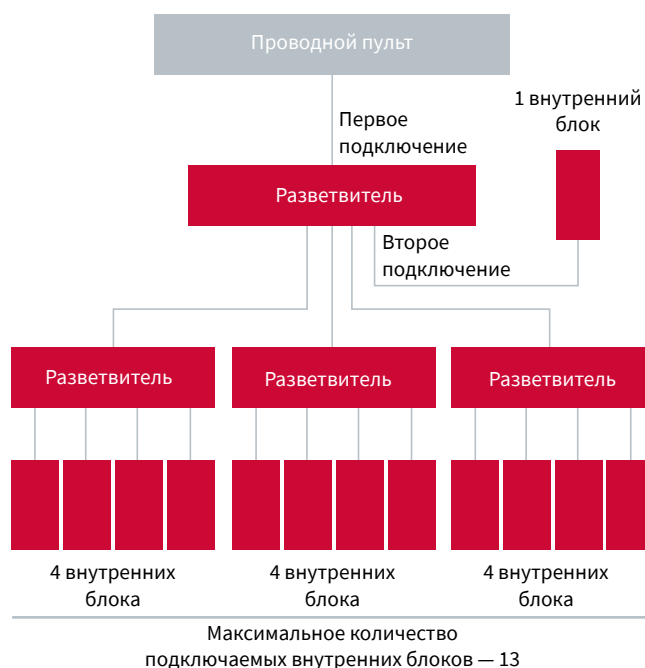 Проводной пульт
1 внутренний
блок
Первое
подключение
Разветвитель
Второе
подключение
Разветвитель
Разветвитель
Разветвитель
4 внутренних
блока
4 внутренних
блока
4 внутренних
блока
Максимальное количество
подключаемых внутренних блоков — 13